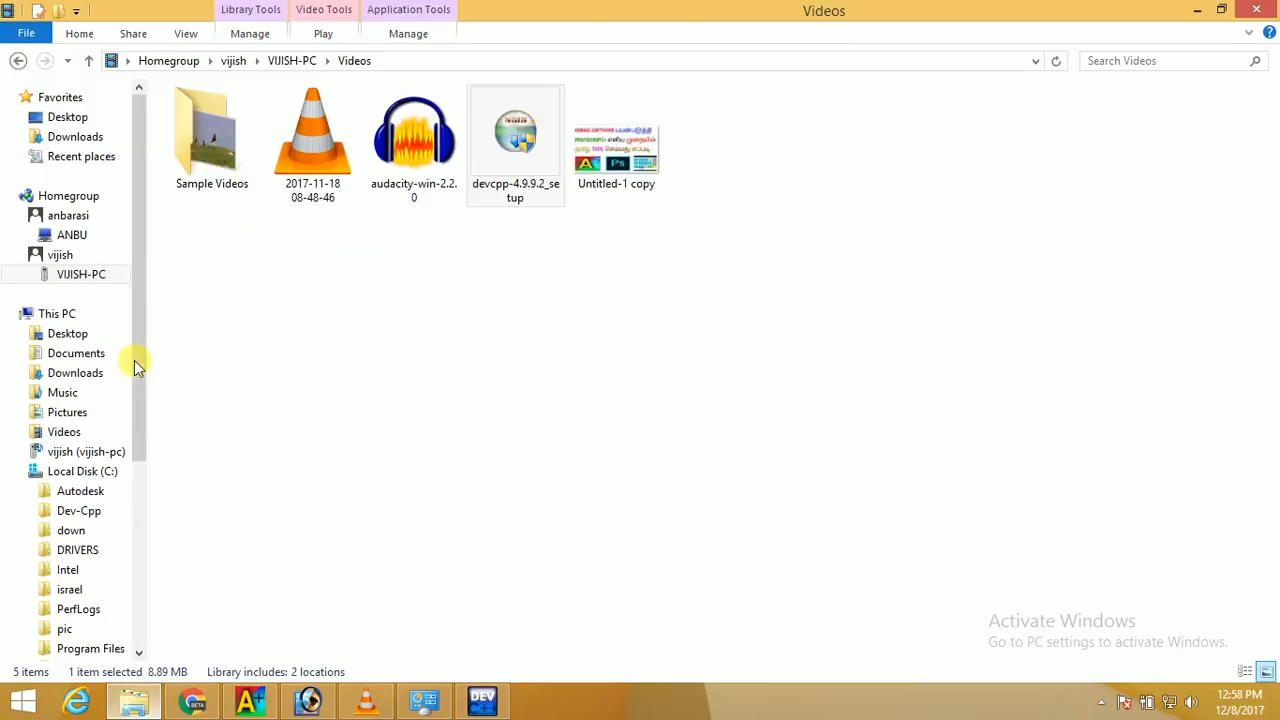 Library Tools
Video Tools
Application Tools
Videos
File
Home
Share
View
Manage
Play
Manage
Homegroup
vijish
VIJISH-PC
Videos
Search Videos
Favorites
Desktop
Downloads
Recent places
Homegroup
anbarasi
ANBU
vijish
VIJISH-PC
This PC
Desktop
Documents
Downloads
Music
Pictures
Videos
vijish (vijish-pc)
Local Disk (C:)
Autodesk
Dev-Cpp
down
DRIVERS
Intel
israel
PerfLogs
pic
Program Files
Sample Videos
2017-11-18
08-48-46
audacity-win-2.2.
0
NSIS
devcpp-4.9.9.2_se
tup
Ps
Untitled-1 copy
Activate Windows
Go to PC settings to activate Windows.
5 items
1 item selected 8.89 MB
Library includes: 2 locations
BETA
A+
DEV
C++
12:58 PM
12/8/2017